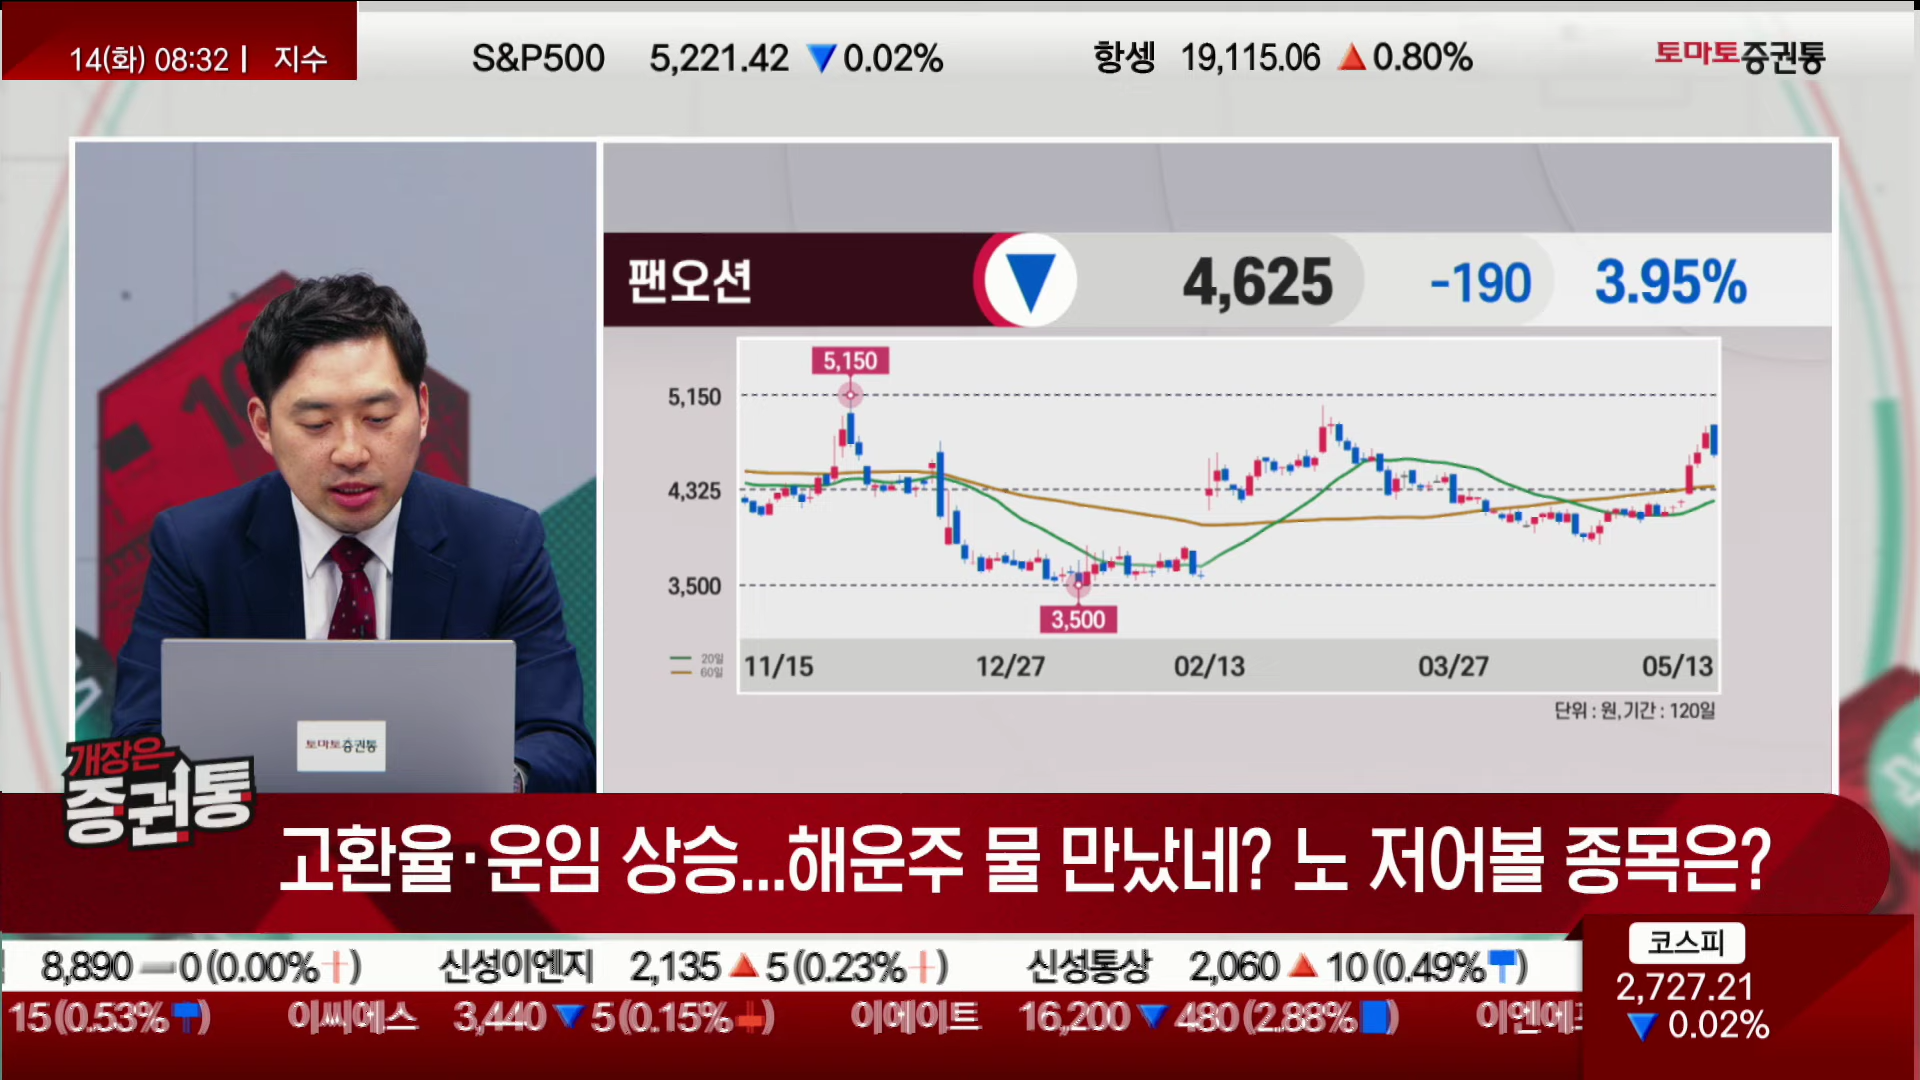 14(화) 08:32 | 지수
S&P500 5,221.42 ▼ 0.02%
항셍 19,115.06 ▲ 0.80%
토마토증권통
팬오션 ▼ 4,625 -190 3.95%
5,150
5,150
4,325
3,500
3,500
20일
60일
11/15 12/27 02/13 03/27 05/13
단위 : 원, 기간 : 120일
토마토증권통
개장은
증권통
고환율·운임 상승...해운주 물 만났네? 노 저어볼 종목은?
8,890 0(0.00%) 신성이엔지 2,135 ▲ 5(0.23%) 신성통상 2,060 ▲ 10(0.49%)
15(0.53%) 이씨에스 3,440 ▼ 5(0.15%) 이에이트 16,200 ▼ 480(2.88%)
코스피
2,727.21
▼ 0.02%